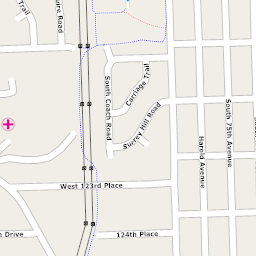 Trail
ire Road
Carriage Trail
South Coach Road
Surrey Hill Road
South 75th Avenue
Harold Avenue
West 123rd Place
e Drive
124th Place